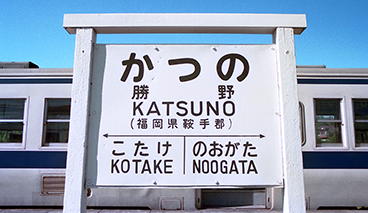 かつの
勝野
KATSUNO
(福岡県鞍手郡)
こたけ のおがた
KOTAKE NOOGATA